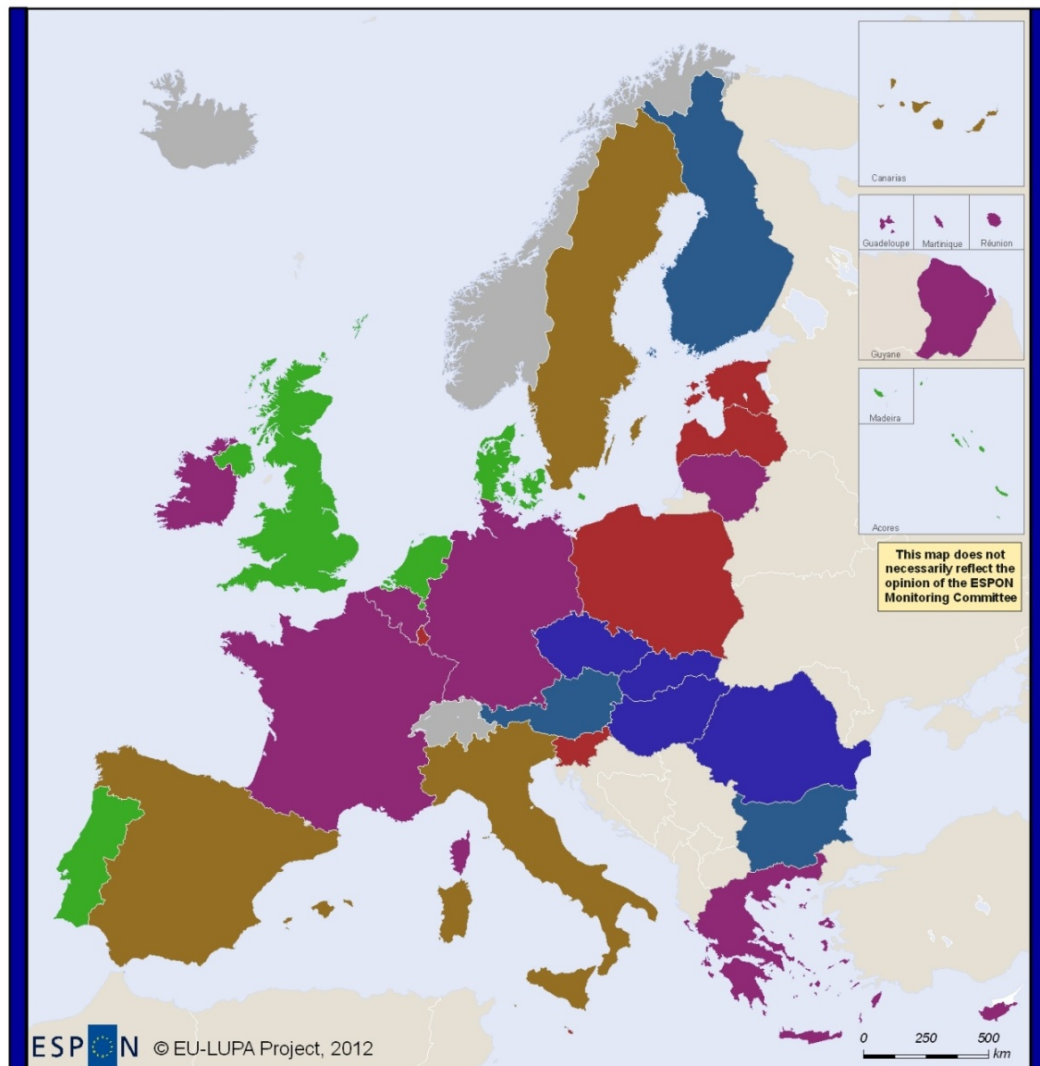 Canarias
Guadeloupe
Martinique
Réunion
Guyane
Madeira
Acores
This map does not
necessarily reflect the
opinion of the ESPON
Monitoring Committee
ESPON © EU-LUPA Project, 2012
0 250 500
km